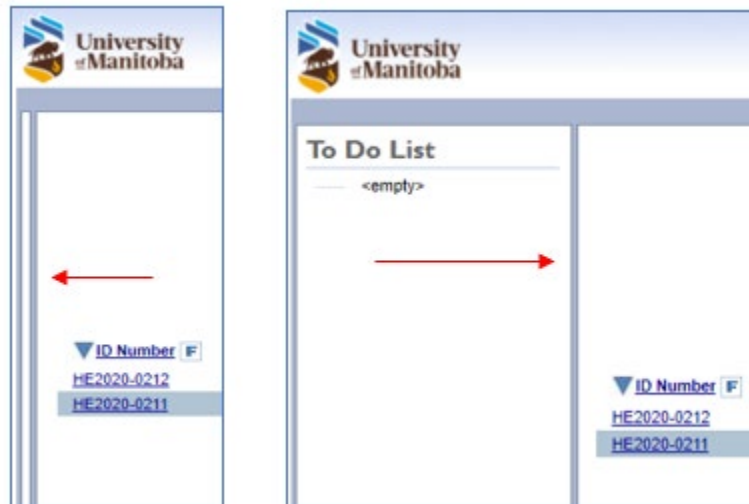 University
of Manitoba
ID Number F
HE2020-0212
HE2020-0211
University
of Manitoba
To Do List
<empty>
ID Number F
HE2020-0212
HE2020-0211